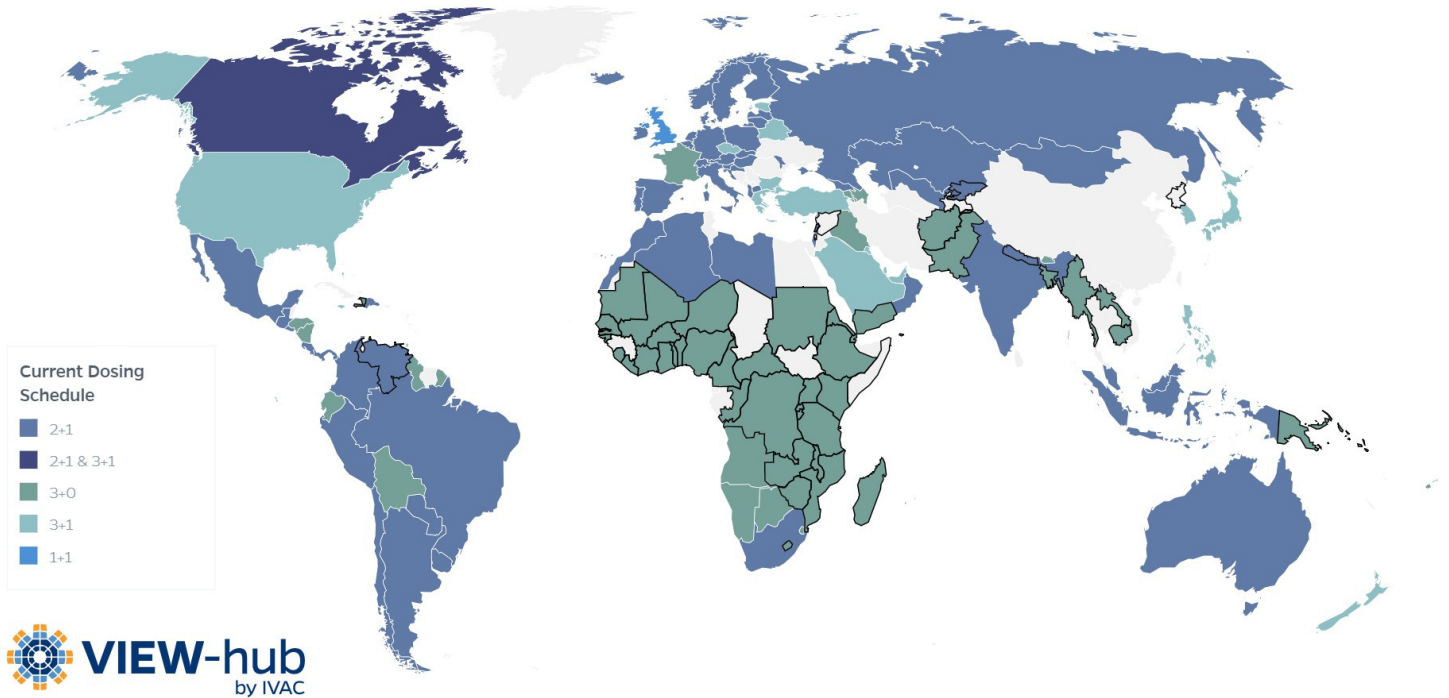 Current Dosing
Schedule
2+1
2+1 & 3+1
3+0
3+1
1+1
VIEW-hub
by IVAC